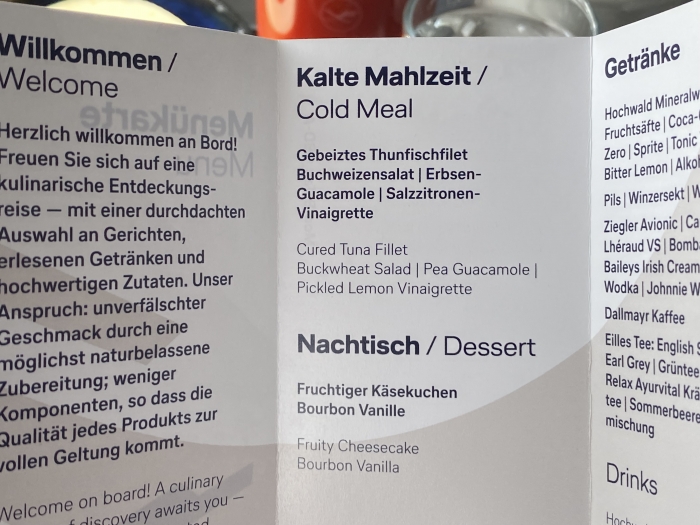 Willkommen /
Welcome
Herzlich willkommen an Bord!
Freuen Sie sich auf eine
kulinarische Entdeckungs-
reise — mit einer durchdachten
Auswahl an Gerichten,
erlesenen Getränken und
hochwertigen Zutaten. Unser
Anspruch: unverfälschter
Geschmack durch eine
möglichst naturbelassene
Zubereitung; weniger
Komponenten, so dass die
Qualität jedes Produkts zur
vollen Geltung kommt.
Welcome on board! A culinary
of discovery awaits you —
Menükarte
Menu
Kalte Mahlzeit /
Cold Meal
Gebeiztes Thunfischfilet
Buchweizensalat | Erbsen-
Guacamole | Salzzitronen-
Vinaigrette
Cured Tuna Fillet
Buckwheat Salad | Pea Guacamole |
Pickled Lemon Vinaigrette
Nachtisch / Dessert
Fruchtiger Käsekuchen
Bourbon Vanille
Fruity Cheesecake
Bourbon Vanilla
Getränke
Hochwald
Fruchtsäfte | Coca-
Zero | Sprite | Tonic
Bitter Lemon |
Pils | Winzersekt |
Ziegler Avionic |
Lhéraud VS |
Baileys Irish Cream
Wodka | Johnnie
Dallmayr Kaffee
Eilles Tee: English
Earl Grey |
Relax Ayurvital
tee |
mischung
Drinks